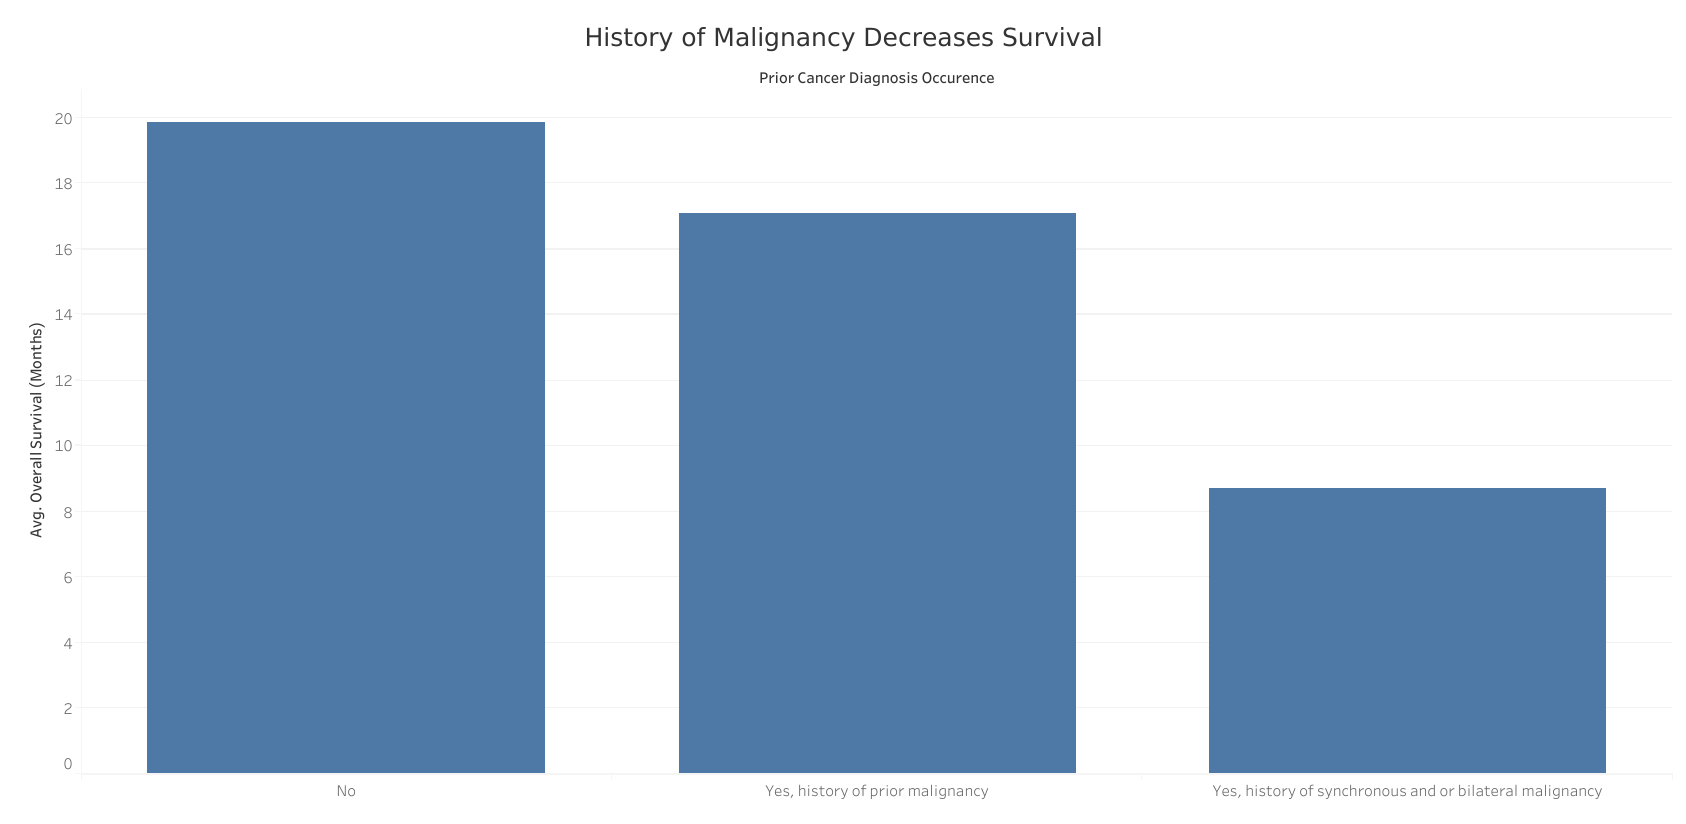 History of Malignancy Decreases Survival
Prior Cancer Diagnosis Occurence
Avg. Overall Survival (Months)
20
18
16
14
12
10
8
6
4
2
0
No
Yes, history of prior malignancy
Yes, history of synchronous and or bilateral malignancy